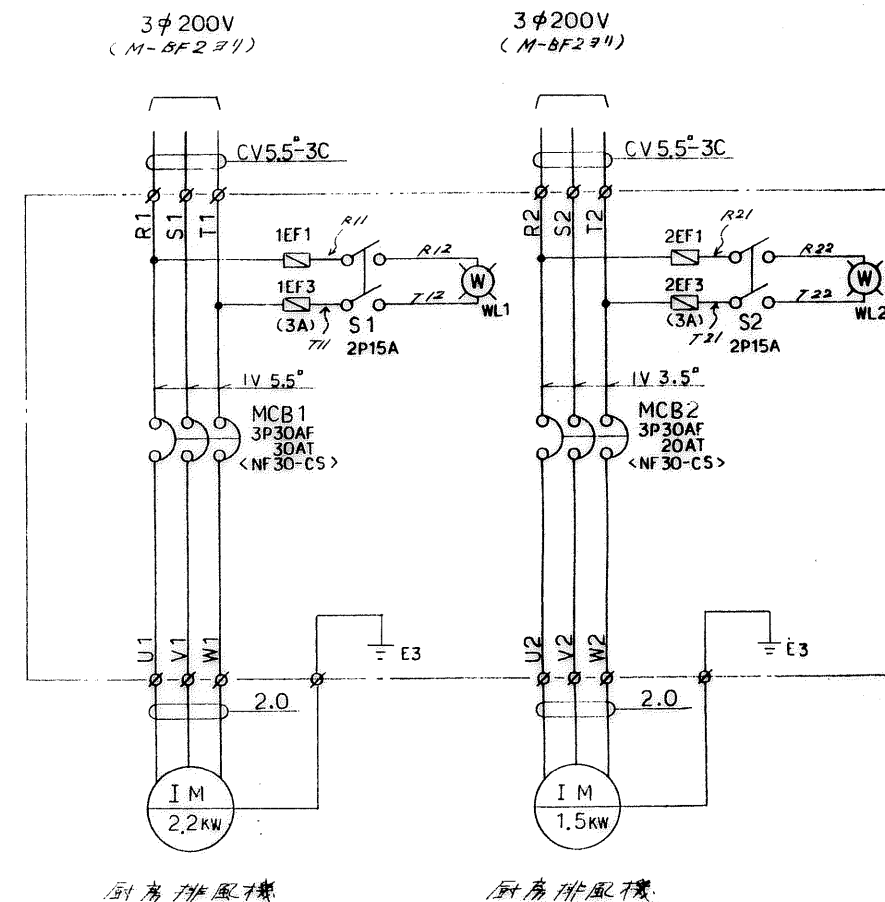 3φ200V
(M-BF2ヨリ)
CV5.5□-3C
R1
S1
T1
1EF1
R11
R12
1EF3
(3A)
T11
S1
2P15A
T12
W
WL1
IV 5.5□
MCB1
3P30AF
30AT
<NF30-CS>
U1
V1
W1
E3
2.0
IM
2.2KW
厨房排風機
3φ200V
(M-BF2ヨリ)
CV5.5□-3C
R2
S2
T2
2EF1
R21
R22
2EF3
(3A)
T21
S2
2P15A
T22
W
WL2
IV 3.5□
MCB2
3P30AF
20AT
<NF30-CS>
U2
V2
W2
E3
2.0
IM
1.5KW
厨房排風機